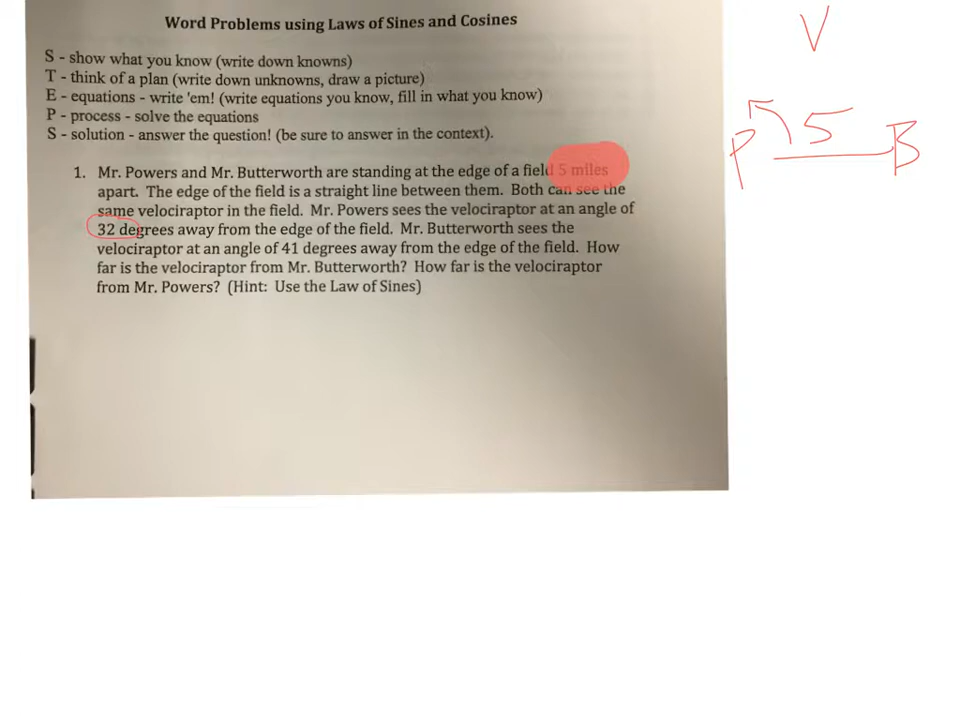 Word Problems using Laws of Sines and Cosines
S - show what you know (write down knowns)
T - think of a plan (write down unknowns, draw a picture)
E - equations - write 'em! (write equations you know, fill in what you know)
P - process - solve the equations
S - solution - answer the question! (be sure to answer in the context).
1. Mr. Powers and Mr. Butterworth are standing at the edge of a field 5 miles
apart. The edge of the field is a straight line between them. Both can see the
same velociraptor in the field. Mr. Powers sees the velociraptor at an angle of
32 degrees away from the edge of the field. Mr. Butterworth sees the
velociraptor at an angle of 41 degrees away from the edge of the field. How
far is the velociraptor from Mr. Butterworth? How far is the velociraptor
from Mr. Powers? (Hint: Use the Law of Sines)
V
P 5 B